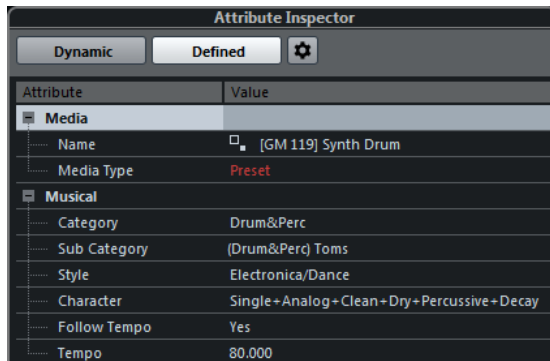 Attribute Inspector
Dynamic Defined
Attribute Value
Media
Name [GM 119] Synth Drum
Media Type Preset
Musical
Category Drum&Perc
Sub Category (Drum&Perc) Toms
Style Electronica/Dance
Character Single+Analog+Clean+Dry+Percussive+Decay
Follow Tempo Yes
Tempo 80.000